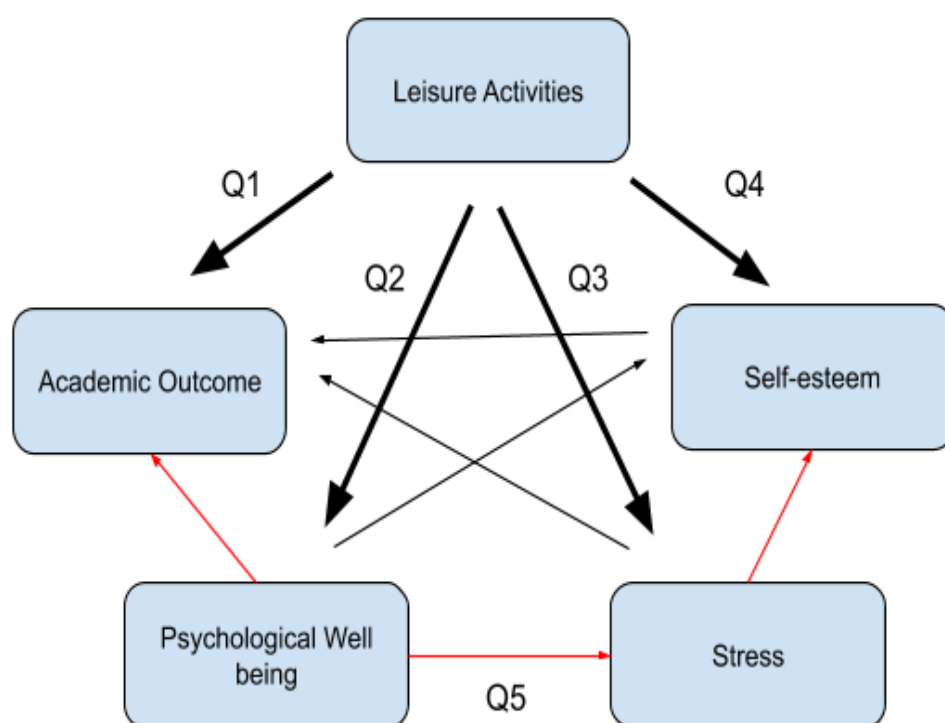 Leisure Activities
Q1
Q4
Q2
Q3
Academic Outcome
Self-esteem
Psychological Well
being
Stress
Q5